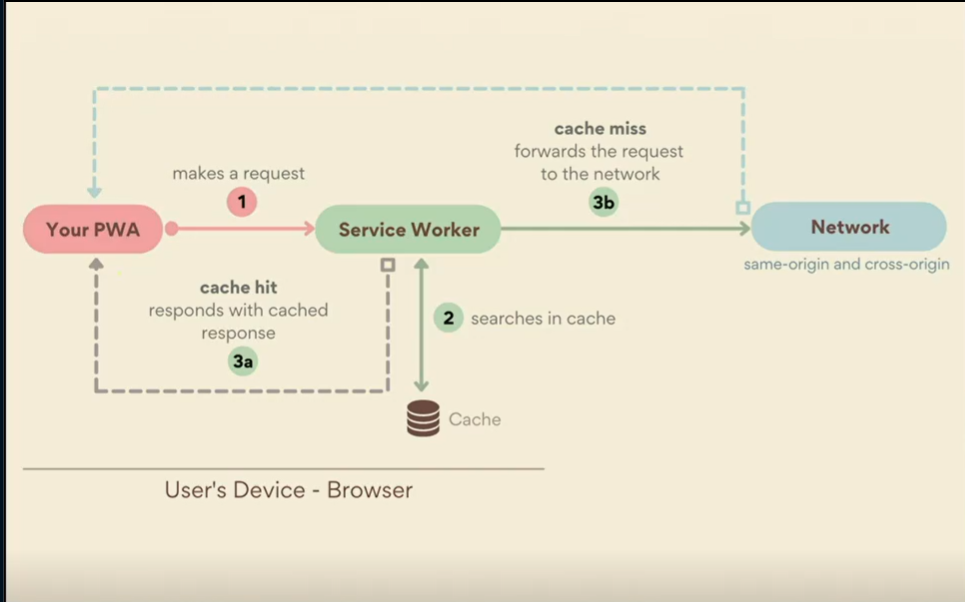 cache miss
forwards the request
to the network
3b
makes a request
1
Your PWA
Service Worker
Network
same-origin and cross-origin
cache hit
responds with cached
response
3a
2 searches in cache
Cache
User's Device - Browser